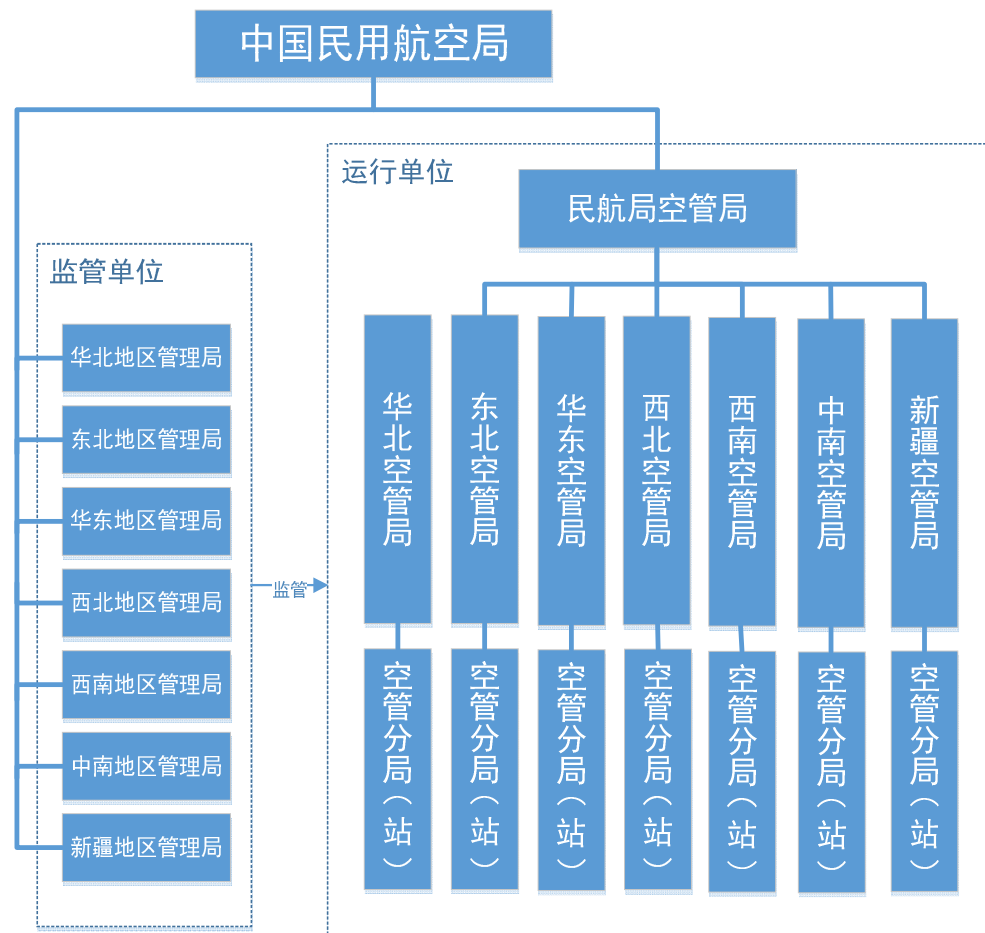 中国民用航空局
运行单位
民航局空管局
监管单位
华北地区管理局
东北地区管理局
华东地区管理局
西北地区管理局
西南地区管理局
中南地区管理局
新疆地区管理局
监管
华北空管局
东北空管局
华东空管局
西北空管局
西南空管局
中南空管局
新疆空管局
空管分局（站）
空管分局（站）
空管分局（站）
空管分局（站）
空管分局（站）
空管分局（站）
空管分局（站）